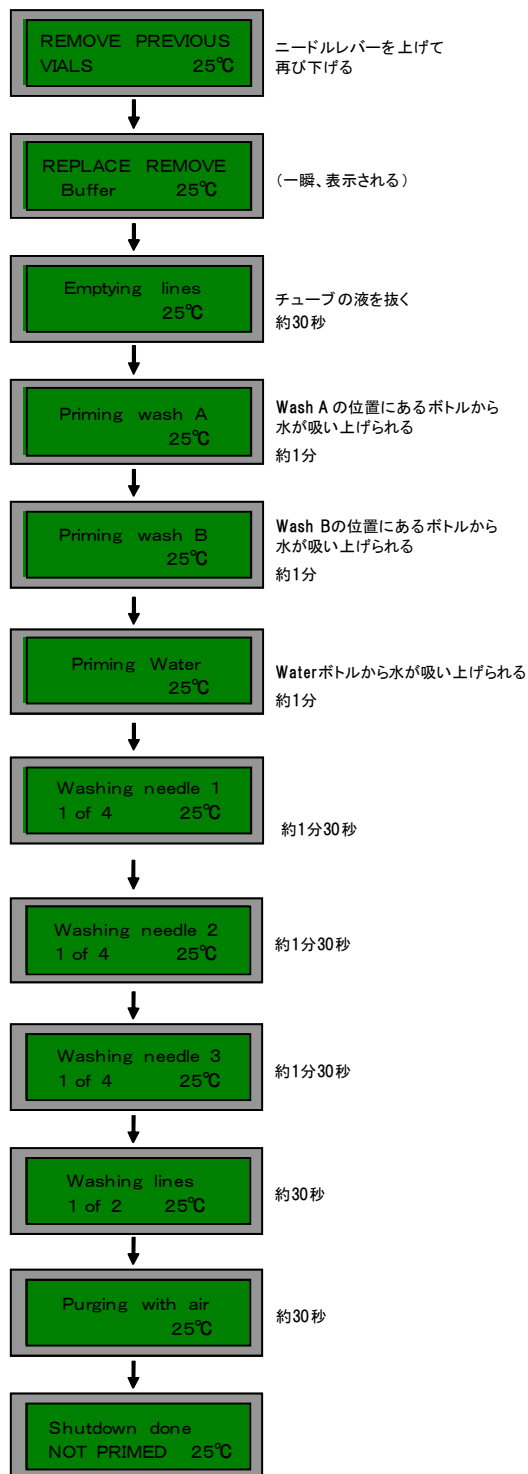 REMOVE PREVIOUS
VIALS 25℃
ニードルレバーを上げて
再び下げる
REPLACE REMOVE
Buffer 25℃
(一瞬、表示される)
Emptying lines
25℃
チューブの液を抜く
約30秒
Priming wash A
25℃
Wash A の位置にあるボトルから
水が吸い上げられる
約1分
Priming wash B
25℃
Wash Bの位置にあるボトルから
水が吸い上げられる
約1分
Priming Water
25℃
Waterボトルから水が吸い上げられる
約1分
Washing needle 1
1 of 4 25℃
約1分30秒
Washing needle 2
1 of 4 25℃
約1分30秒
Washing needle 3
1 of 4 25℃
約1分30秒
Washing lines
1 of 2 25℃
約30秒
Purging with air
25℃
約30秒
Shutdown done
NOT PRIMED 25℃